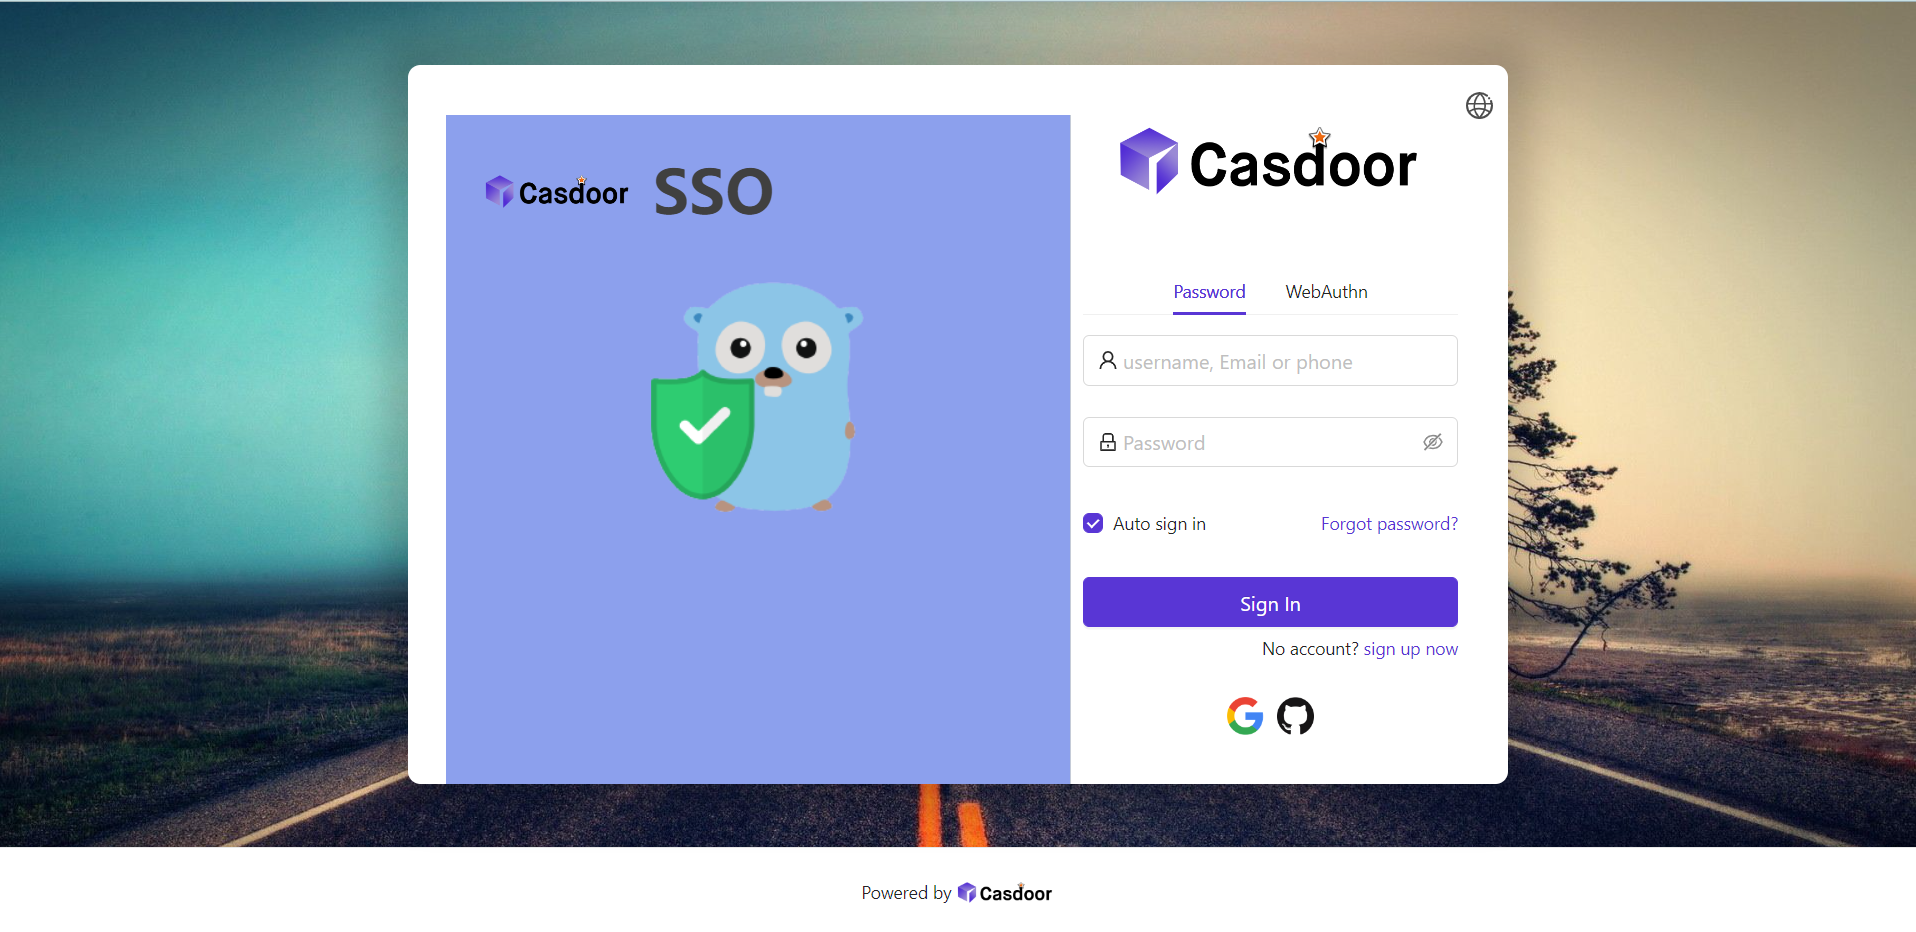 Casdoor SSO
Casdoor
Password WebAuthn
username, Email or phone
Password
Auto sign in Forgot password?
Sign In
No account? sign up now
Powered by Casdoor